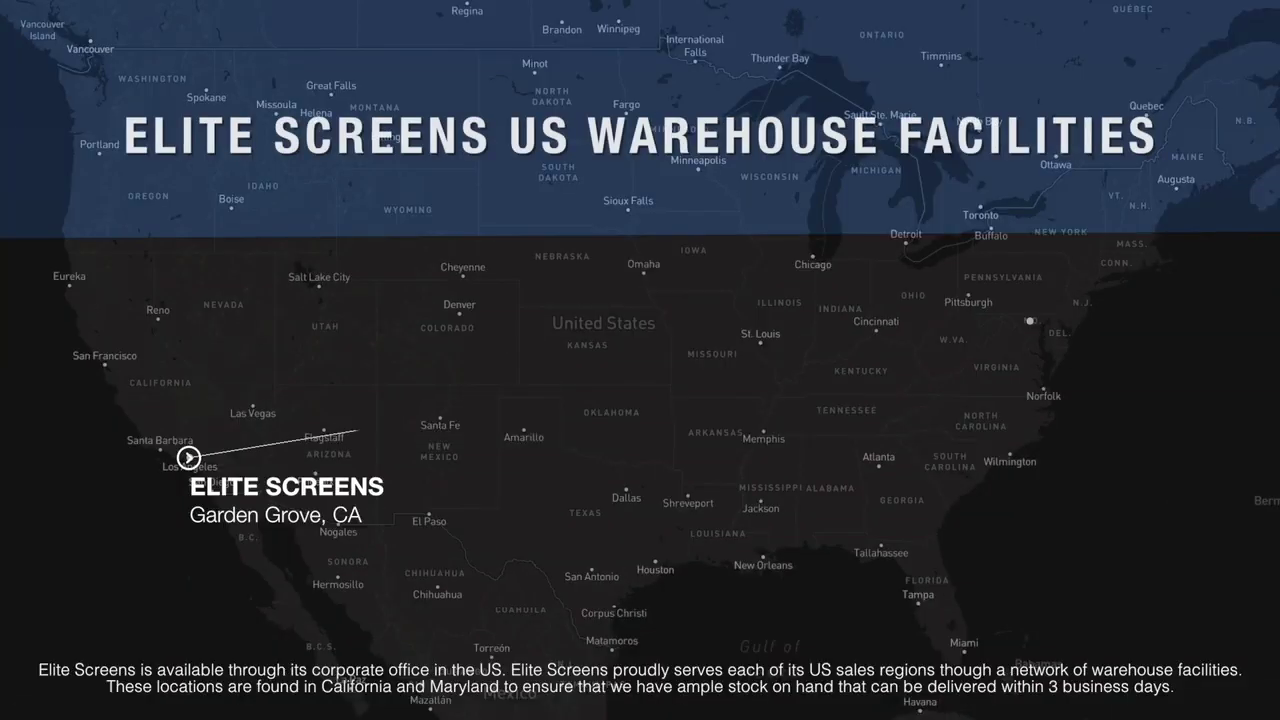 Vancouver
Island
Vancouver
Regina
Brandon
Winnipeg
International
Falls
ONTARIO
QUÉBEC
Thunder Bay
Timmins
WASHINGTON
Spokane
Great Falls
Missoula
Helena
MONTANA
Minot
NORTH
DAKOTA
Fargo
Sault Ste. Marie
Quebec
N.B.
ELITE SCREENS US WAREHOUSE FACILITIES
Portland
Minneapolis
Ottawa
MAINE
OREGON
IDAHO
Boise
WYOMING
SOUTH
DAKOTA
Sioux Falls
WISCONSIN
MICHIGAN
Augusta
VT.
N.H.
Toronto
Detroit
Buffalo
NEW YORK
MASS.
Eureka
Salt Lake City
Cheyenne
NEBRASKA
Omaha
IOWA
Chicago
CONN.
PENNSYLVANIA
Reno
NEVADA
UTAH
Denver
COLORADO
United States
KANSAS
ILLINOIS
INDIANA
OHIO
Pittsburgh
N.J.
St. Louis
Cincinnati
W.VA.
DEL.
San Francisco
CALIFORNIA
MISSOURI
KENTUCKY
VIRGINIA
Las Vegas
Norfolk
Santa Barbara
Flagstaff
Santa Fe
Amarillo
OKLAHOMA
ARKANSAS
Memphis
TENNESSEE
NORTH
CAROLINA
Los Angeles
ARIZONA
NEW
MEXICO
Atlanta
SOUTH
CAROLINA
Wilmington
ELITE SCREENS
Garden Grove, CA
Dallas
Shreveport
MISSISSIPPI
ALABAMA
Jackson
GEORGIA
Berm
El Paso
TEXAS
Nogales
B.C.
LOUISIANA
SONORA
Hermosillo
CHIHUAHUA
Chihuahua
San Antonio
Houston
New Orleans
Tallahassee
FLORIDA
Tampa
COAHUILA
Corpus Christi
B.C.S.
Torreón
Matamoros
Gulf of
Miami
Bahamas
Elite Screens is available through its corporate office in the US. Elite Screens proudly serves each of its US sales regions though a network of warehouse facilities.
These locations are found in California and Maryland to ensure that we have ample stock on hand that can be delivered within 3 business days.
Mazatlán
Mexico
Havana